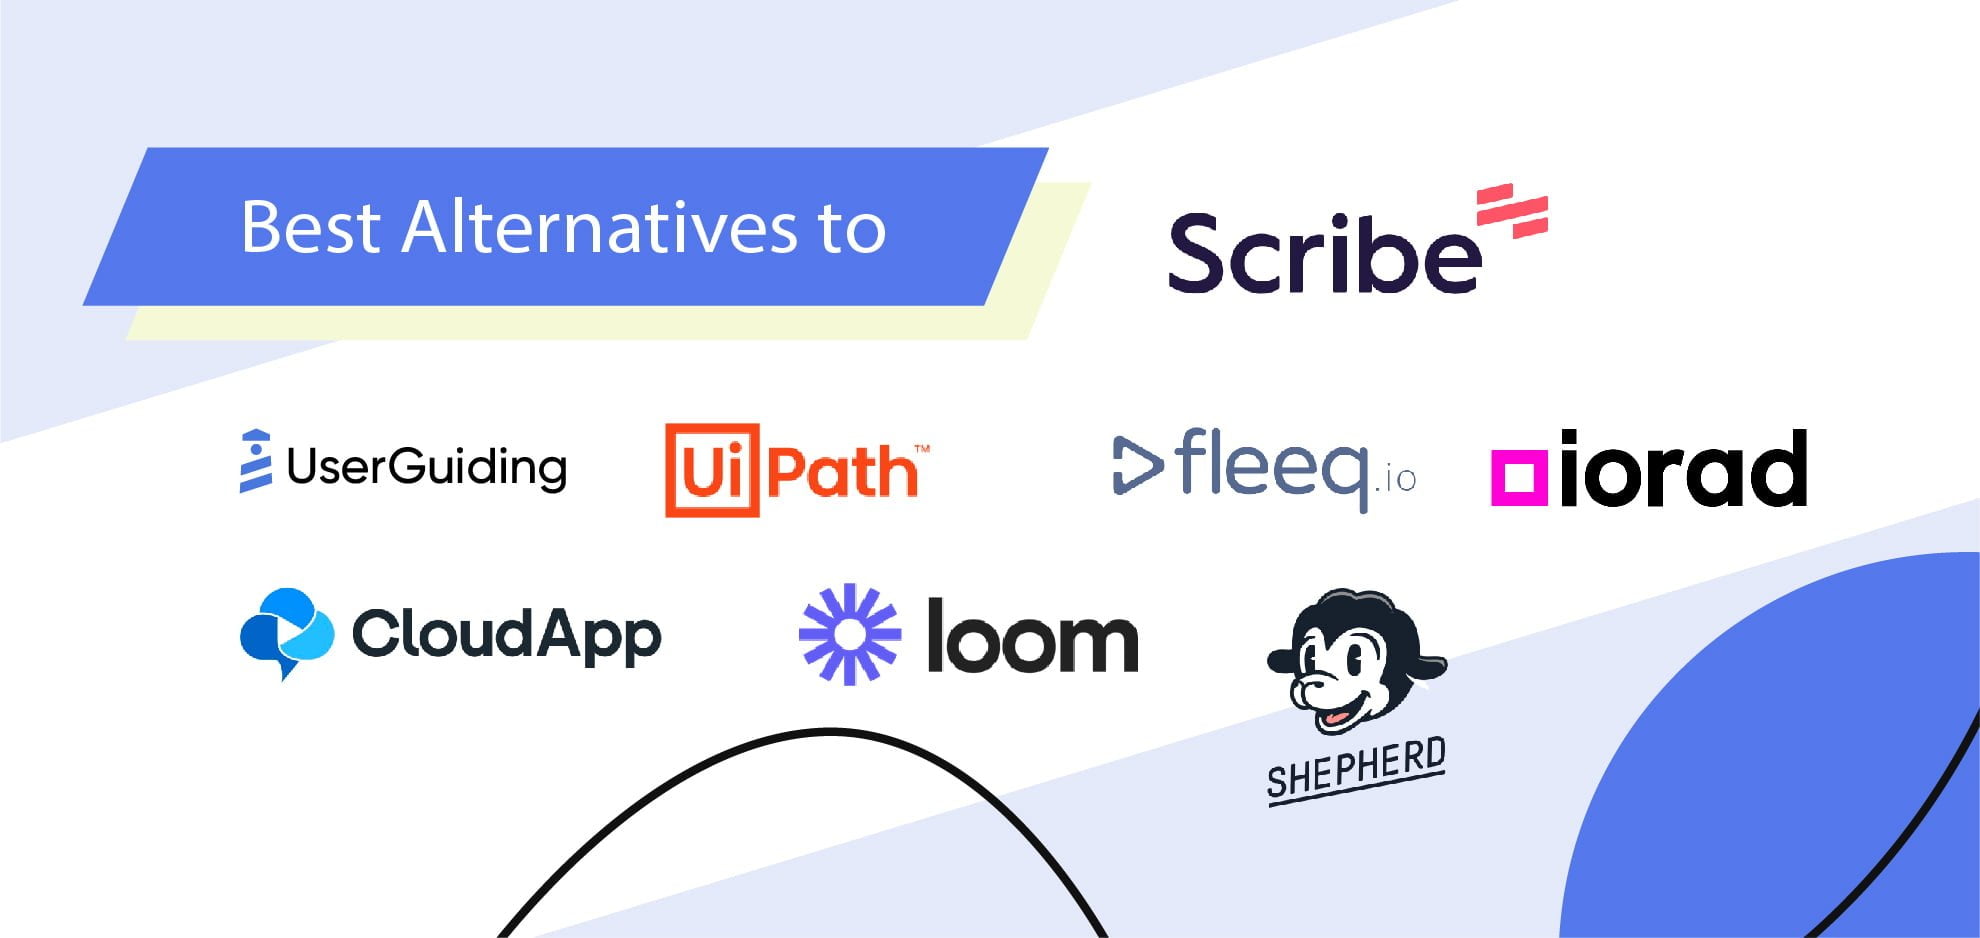 Best Alternatives to
Scribe
UserGuiding
UiPath™
fleeq.io
iorad
CloudApp
loom
SHEPHERD